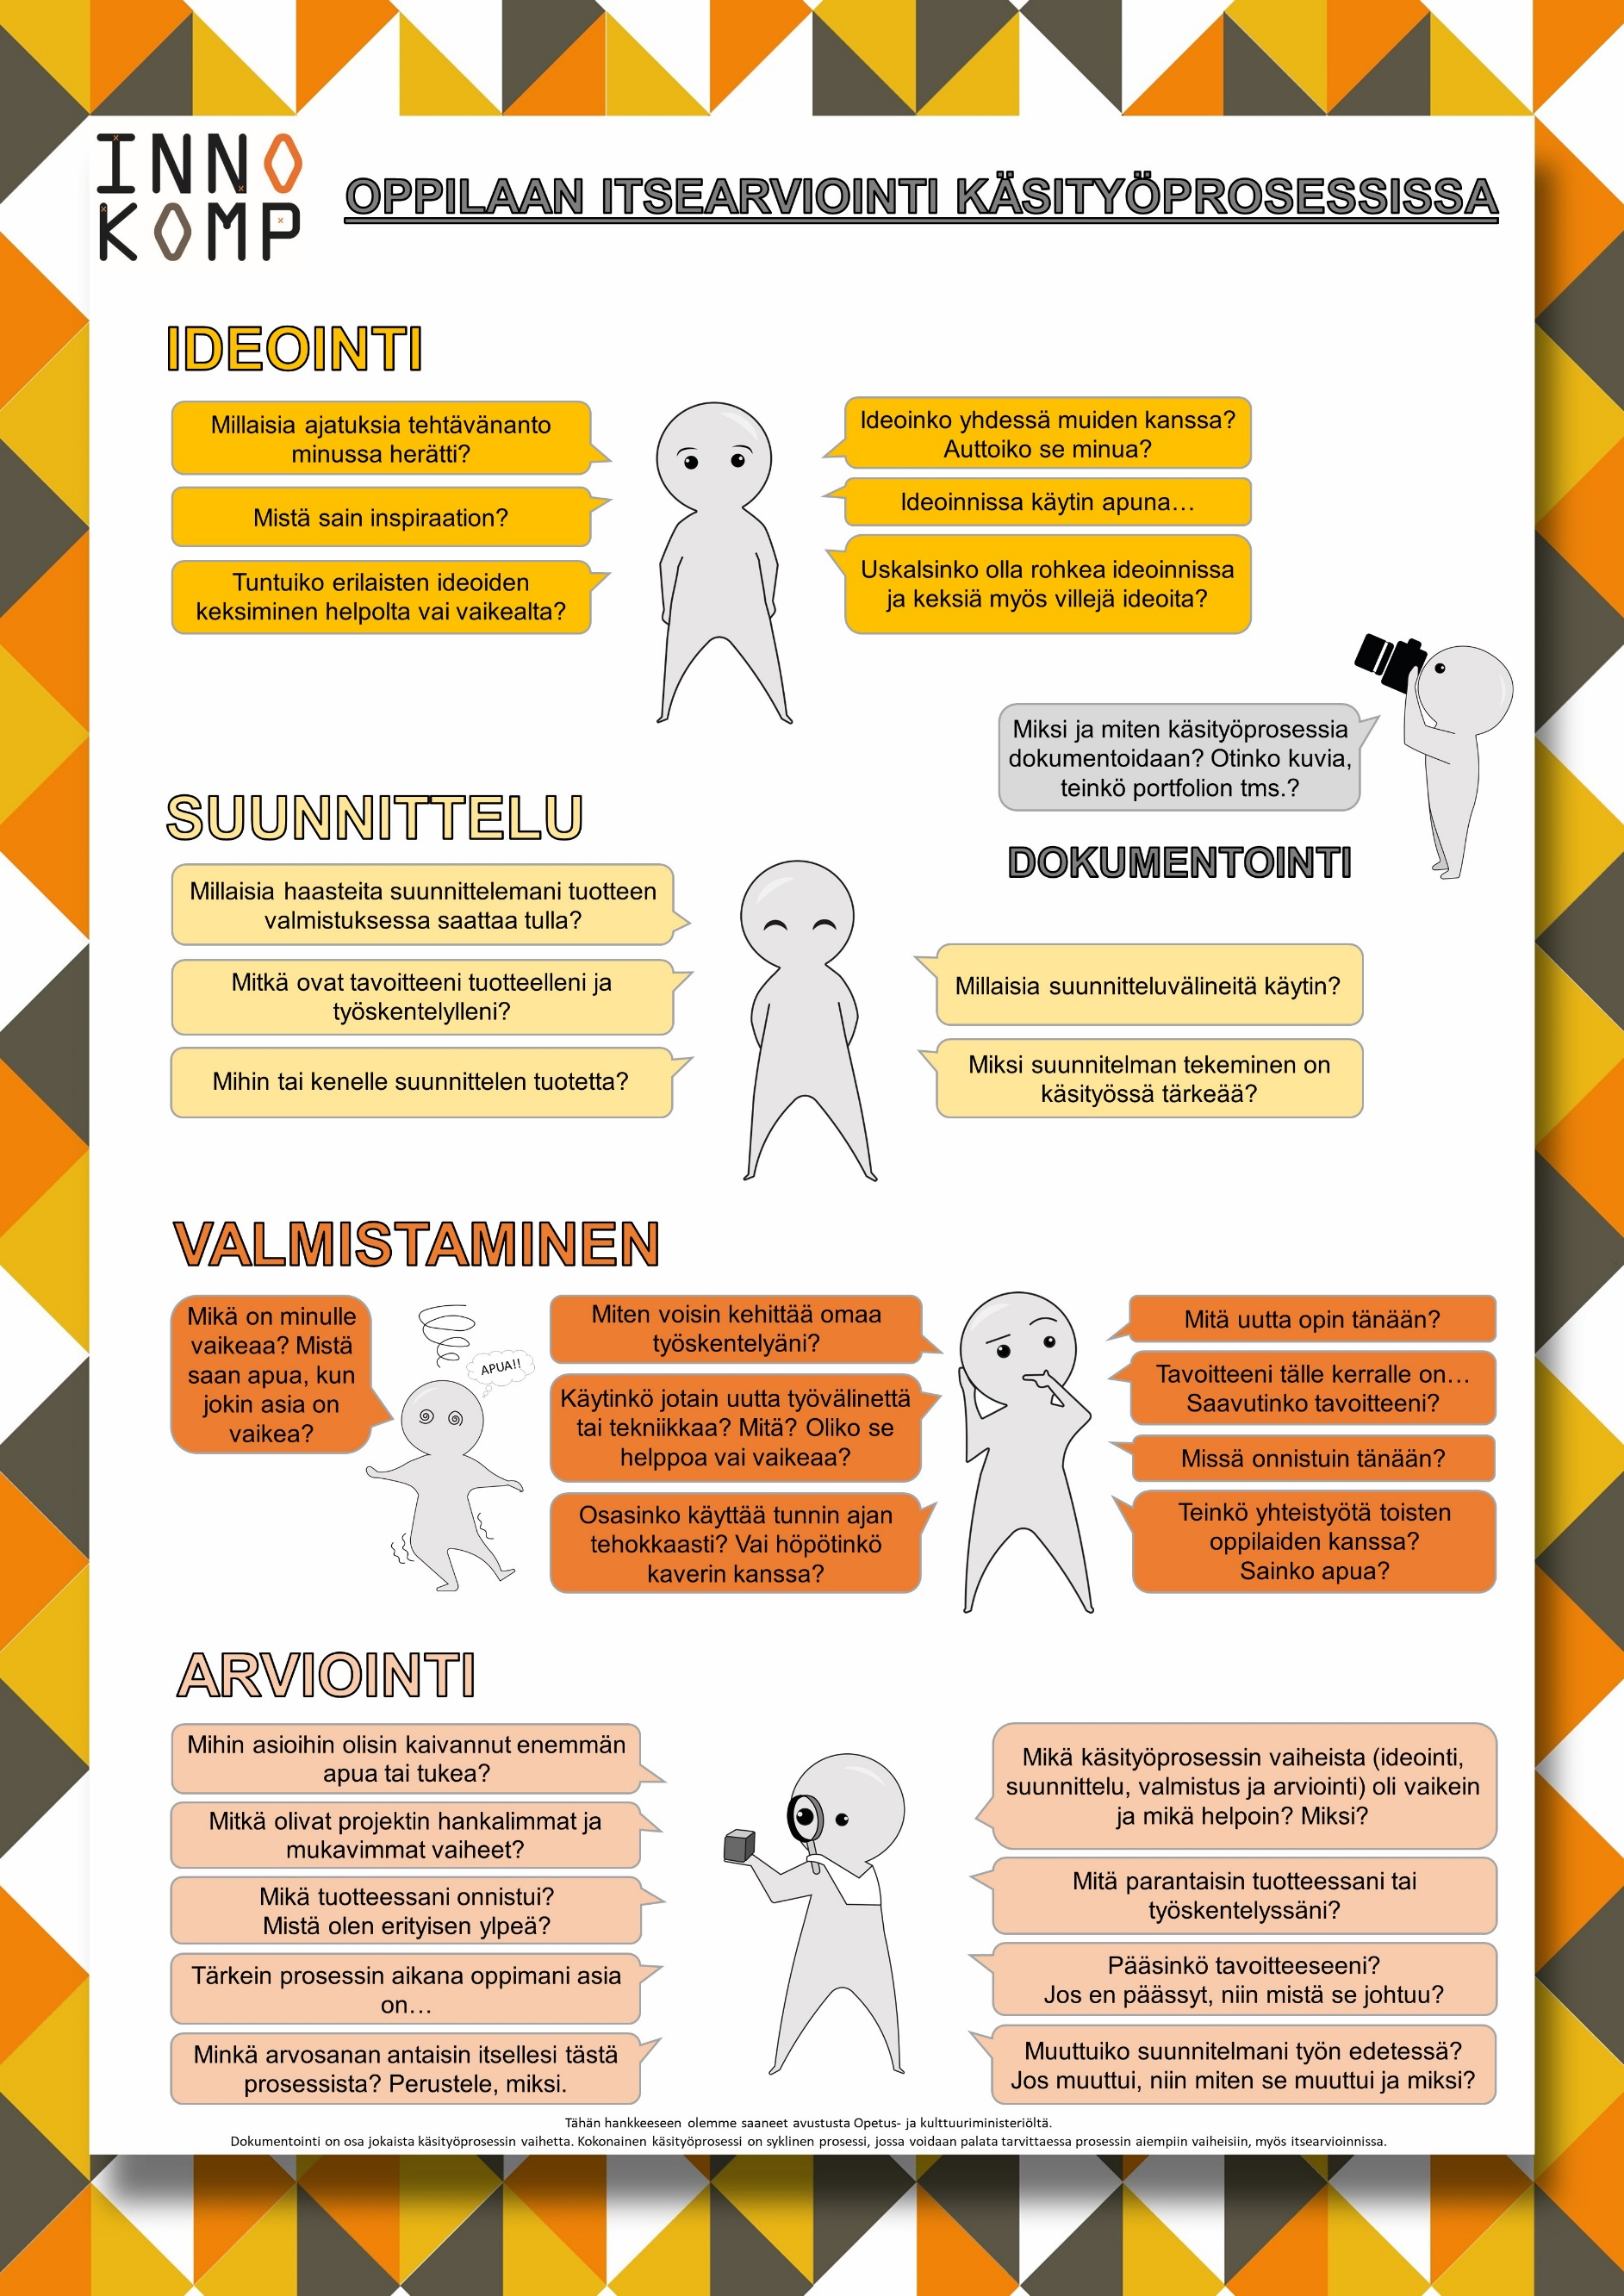 INNO
KOMP
OPPILAAN ITSEARVIOINTI KÄSITYÖPROSESSISSA
IDEOINTI
Millaisia ajatuksia tehtävänanto
minussa herätti?
Mistä sain inspiraation?
Tuntuiko erilaisten ideoiden
keksiminen helpolta vai vaikealta?
Ideoinko yhdessä muiden kanssa?
Auttoiko se minua?
Ideoinnissa käytin apuna…
Uskalsinko olla rohkea ideoinnissa
ja keksiä myös villejä ideoita?
Miksi ja miten käsityöprosessia
dokumentoidaan? Otinko kuvia,
teinkö portfolion tms.?
DOKUMENTOINTI
SUUNNITTELU
Millaisia haasteita suunnittelemani tuotteen
valmistuksessa saattaa tulla?
Mitkä ovat tavoitteeni tuotteelleni ja
työskentelylleni?
Mihin tai kenelle suunnittelen tuotetta?
Millaisia suunnitteluvälineitä käytin?
Miksi suunnitelman tekeminen on
käsityössä tärkeää?
VALMISTAMINEN
Mikä on minulle
vaikeaa? Mistä
saan apua, kun
jokin asia on
vaikea?
APUA!!
Miten voisin kehittää omaa
työskentelyäni?
Käytinkö jotain uutta työvälinettä
tai tekniikkaa? Mitä? Oliko se
helppoa vai vaikeaa?
Osasinko käyttää tunnin ajan
tehokkaasti? Vai höpötinkö
kaverin kanssa?
Mitä uutta opin tänään?
Tavoitteeni tälle kerralle on…
Saavutinko tavoitteeni?
Missä onnistuin tänään?
Teinkö yhteistyötä toisten
oppilaiden kanssa?
Sainko apua?
ARVIOINTI
Mihin asioihin olisin kaivannut enemmän
apua tai tukea?
Mitkä olivat projektin hankalimmat ja
mukavimmat vaiheet?
Mikä tuotteessani onnistui?
Mistä olen erityisen ylpeä?
Tärkein prosessin aikana oppimani asia
on…
Minkä arvosanan antaisin itsellesi tästä
prosessista? Perustele, miksi.
Mikä käsityöprosessin vaiheista (ideointi,
suunnittelu, valmistus ja arviointi) oli vaikein
ja mikä helpoin? Miksi?
Mitä parantaisin tuotteessani tai
työskentelyssäni?
Pääsinkö tavoitteeseeni?
Jos en päässyt, niin mistä se johtuu?
Muuttuiko suunnitelmani työn edetessä?
Jos muuttui, niin miten se muuttui ja miksi?
Tähän hankkeeseen olemme saaneet avustusta Opetus- ja kulttuuriministeriöltä.
Dokumentointi on osa jokaista käsityöprosessin vaihetta. Kokonainen käsityöprosessi on syklinen prosessi, jossa voidaan palata tarvittaessa prosessin aiempiin vaiheisiin, myös itsearvioinnissa.